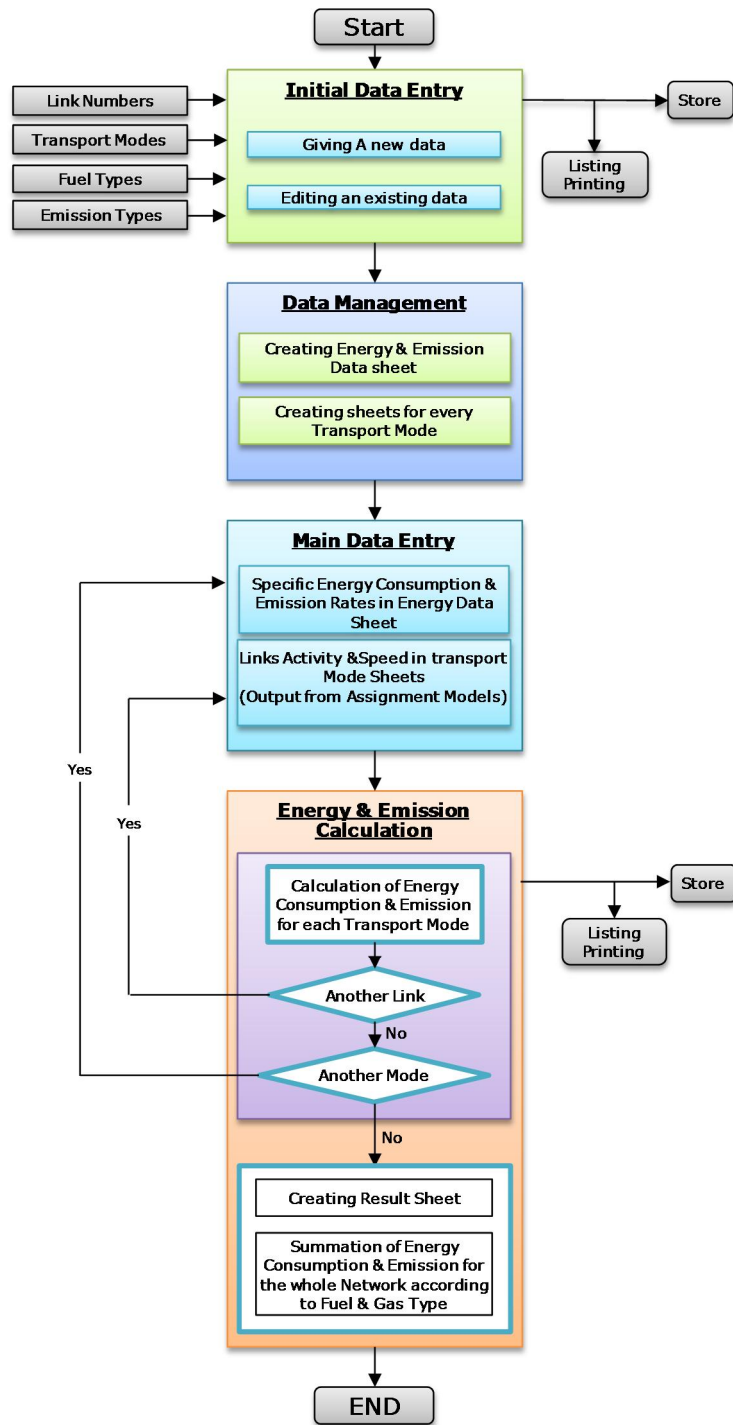 Start
Initial Data Entry
Link Numbers
Transport Modes
Fuel Types
Emission Types
Giving A new data
Editing an existing data
Store
Listing
Printing
Data Management
Creating Energy & Emission
Data sheet
Creating sheets for every
Transport Mode
Main Data Entry
Specific Energy Consumption &
Emission Rates in Energy Data
Sheet
Links Activity &Speed in transport
Mode Sheets
(Output from Assignment Models)
Yes
Yes
Energy & Emission
Calculation
Calculation of Energy
Consumption & Emission
for each Transport Mode
Store
Listing
Printing
Another Link
No
Another Mode
No
Creating Result Sheet
Summation of Energy
Consumption & Emission for
the whole Network according
to Fuel & Gas Type
END